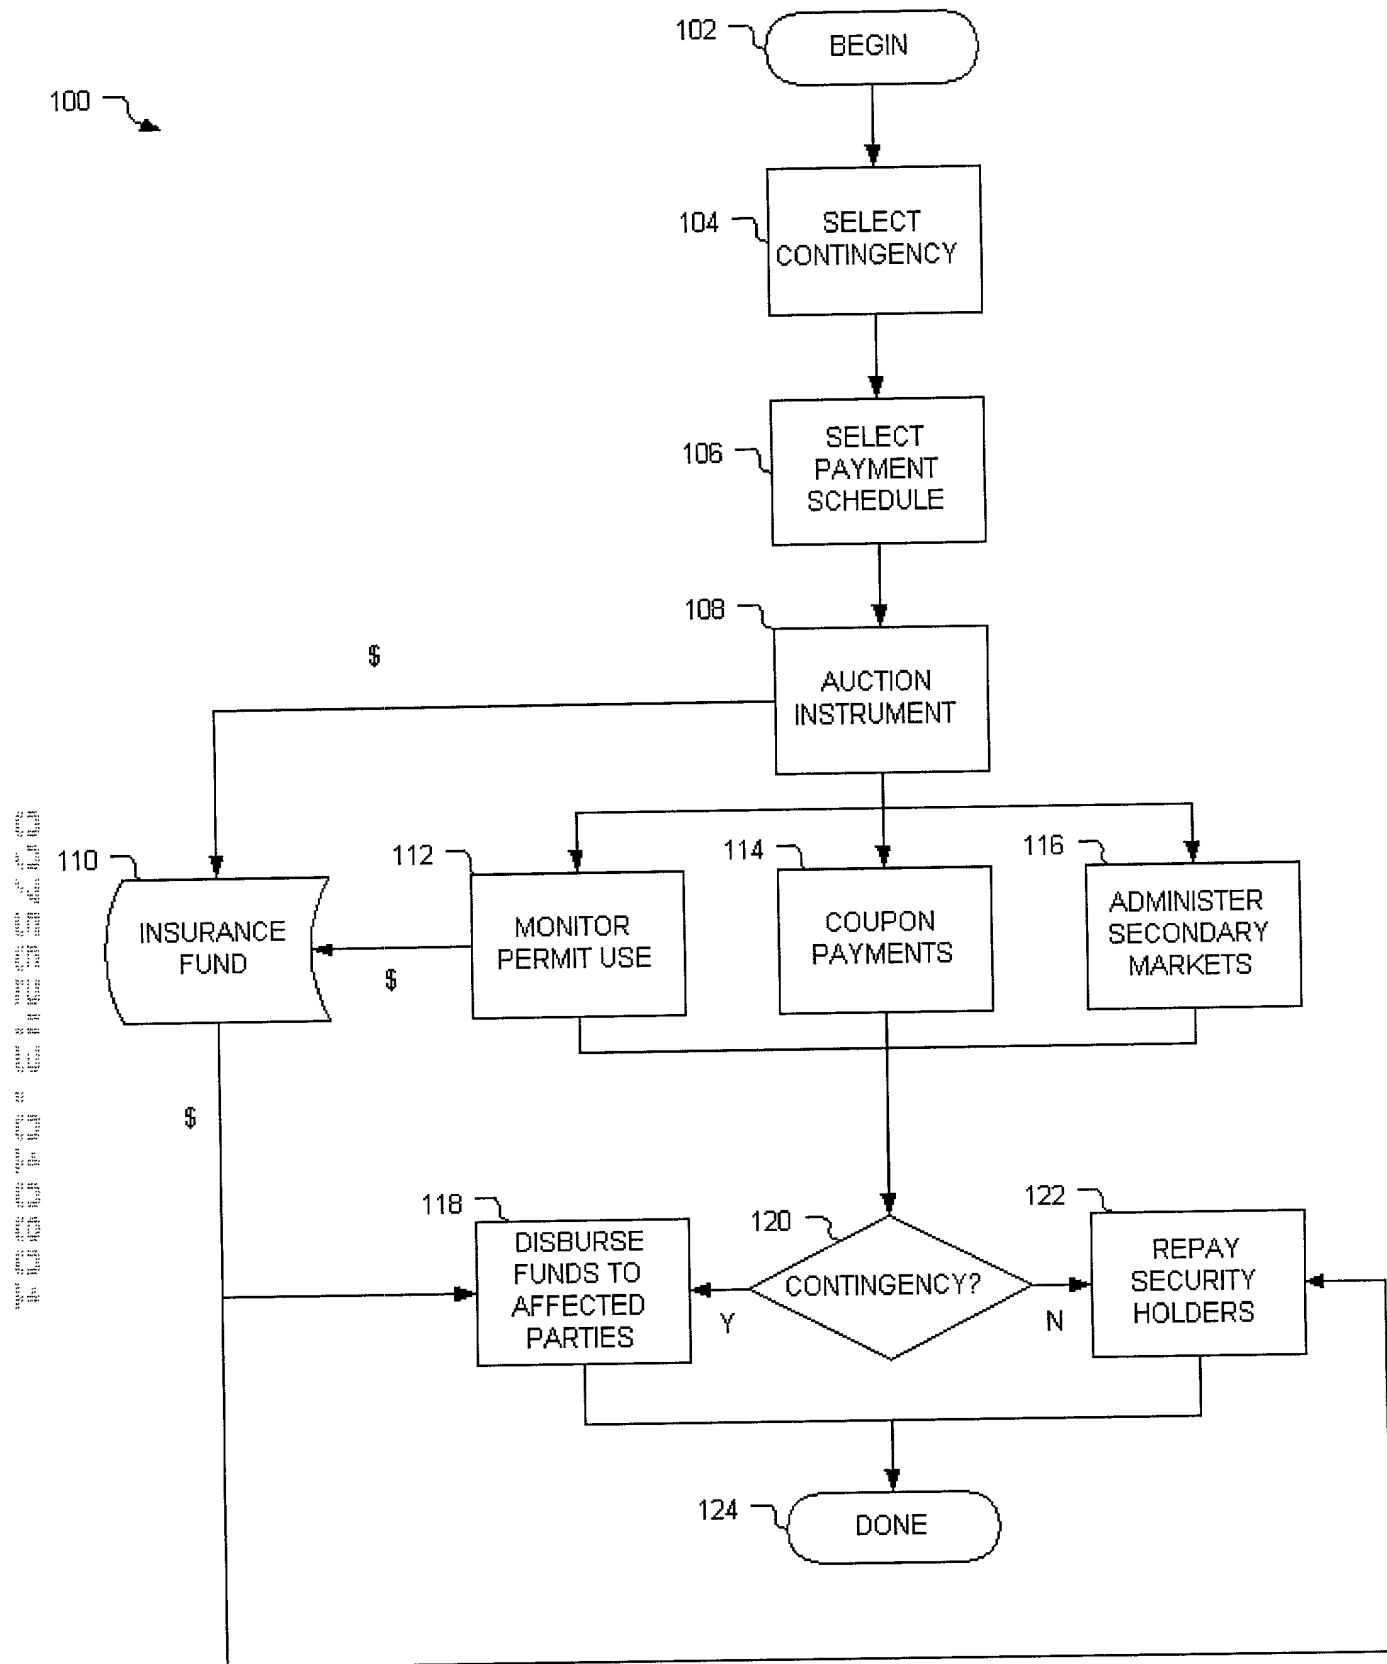 102
BEGIN
100
104
SELECT
CONTINGENCY
106
SELECT
PAYMENT
SCHEDULE
108
$
AUCTION
INSTRUMENT
110
112
114
116
INSURANCE
FUND
$
MONITOR
PERMIT USE
COUPON
PAYMENTS
ADMINISTER
SECONDARY
MARKETS
$
118
120
122
DISBURSE
FUNDS TO
AFFECTED
PARTIES
Y
CONTINGENCY?
N
REPAY
SECURITY
HOLDERS
124
DONE